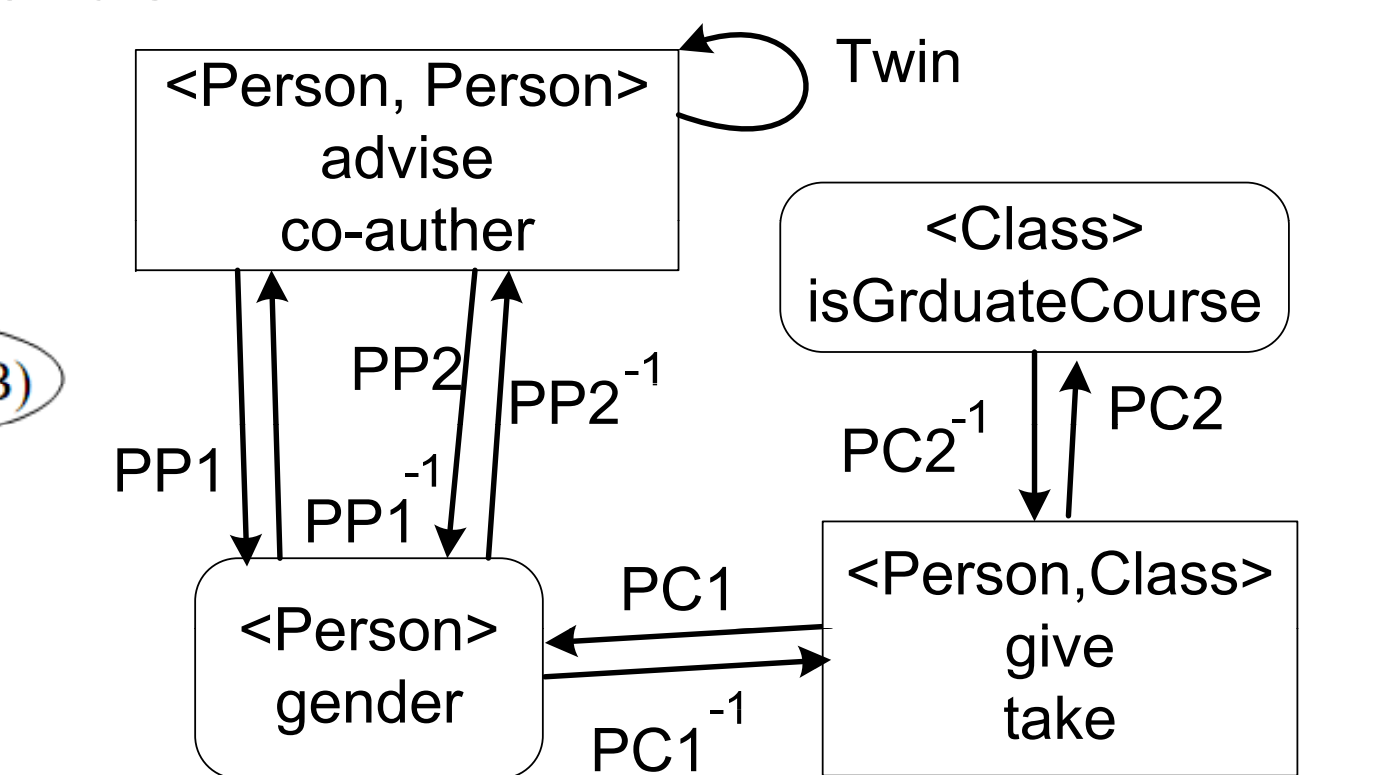 <Person, Person>
advise
co-auther
Twin
<Class>
isGrduateCourse
3)
PP1
PP1-1
PP2
PP2-1
PC2-1
PC2
<Person>
gender
PC1
PC1-1
<Person,Class>
give
take